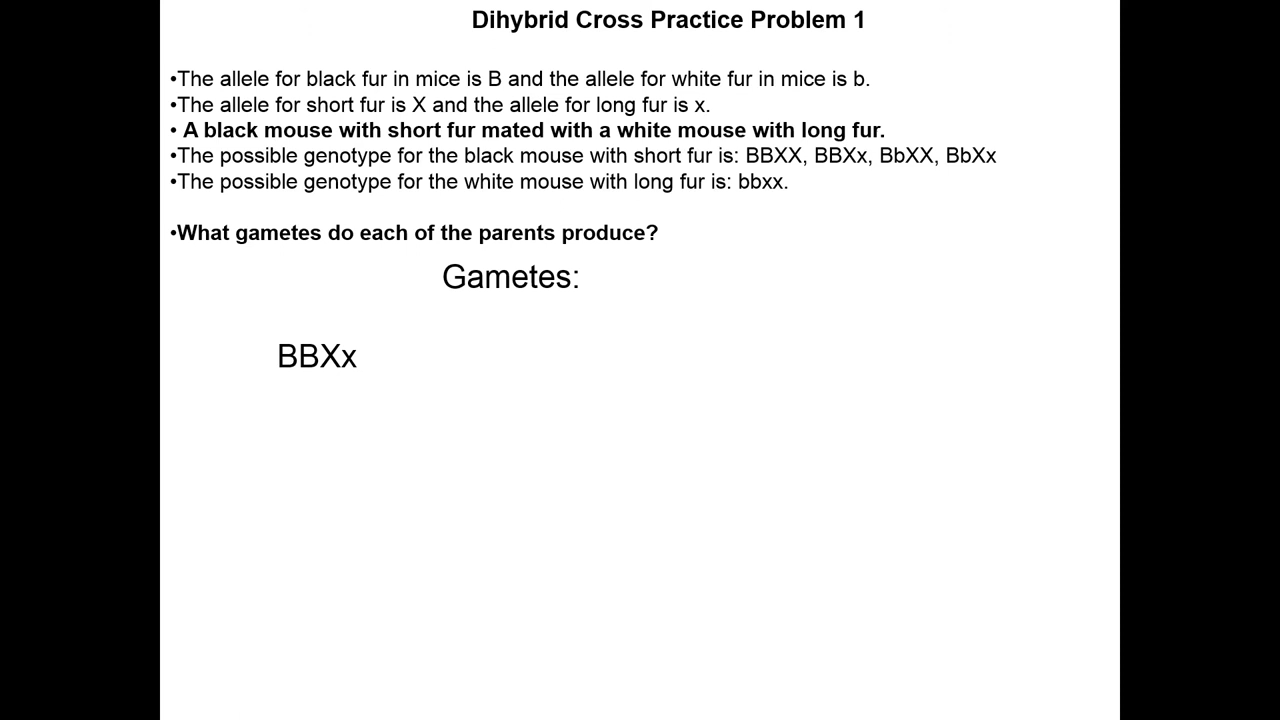 Dihybrid Cross Practice Problem 1
•The allele for black fur in mice is B and the allele for white fur in mice is b.
•The allele for short fur is X and the allele for long fur is x.
• A black mouse with short fur mated with a white mouse with long fur.
•The possible genotype for the black mouse with short fur is: BBXX, BBXx, BbXX, BbXx
•The possible genotype for the white mouse with long fur is: bbxx.
•What gametes do each of the parents produce?
Gametes:
BBXx